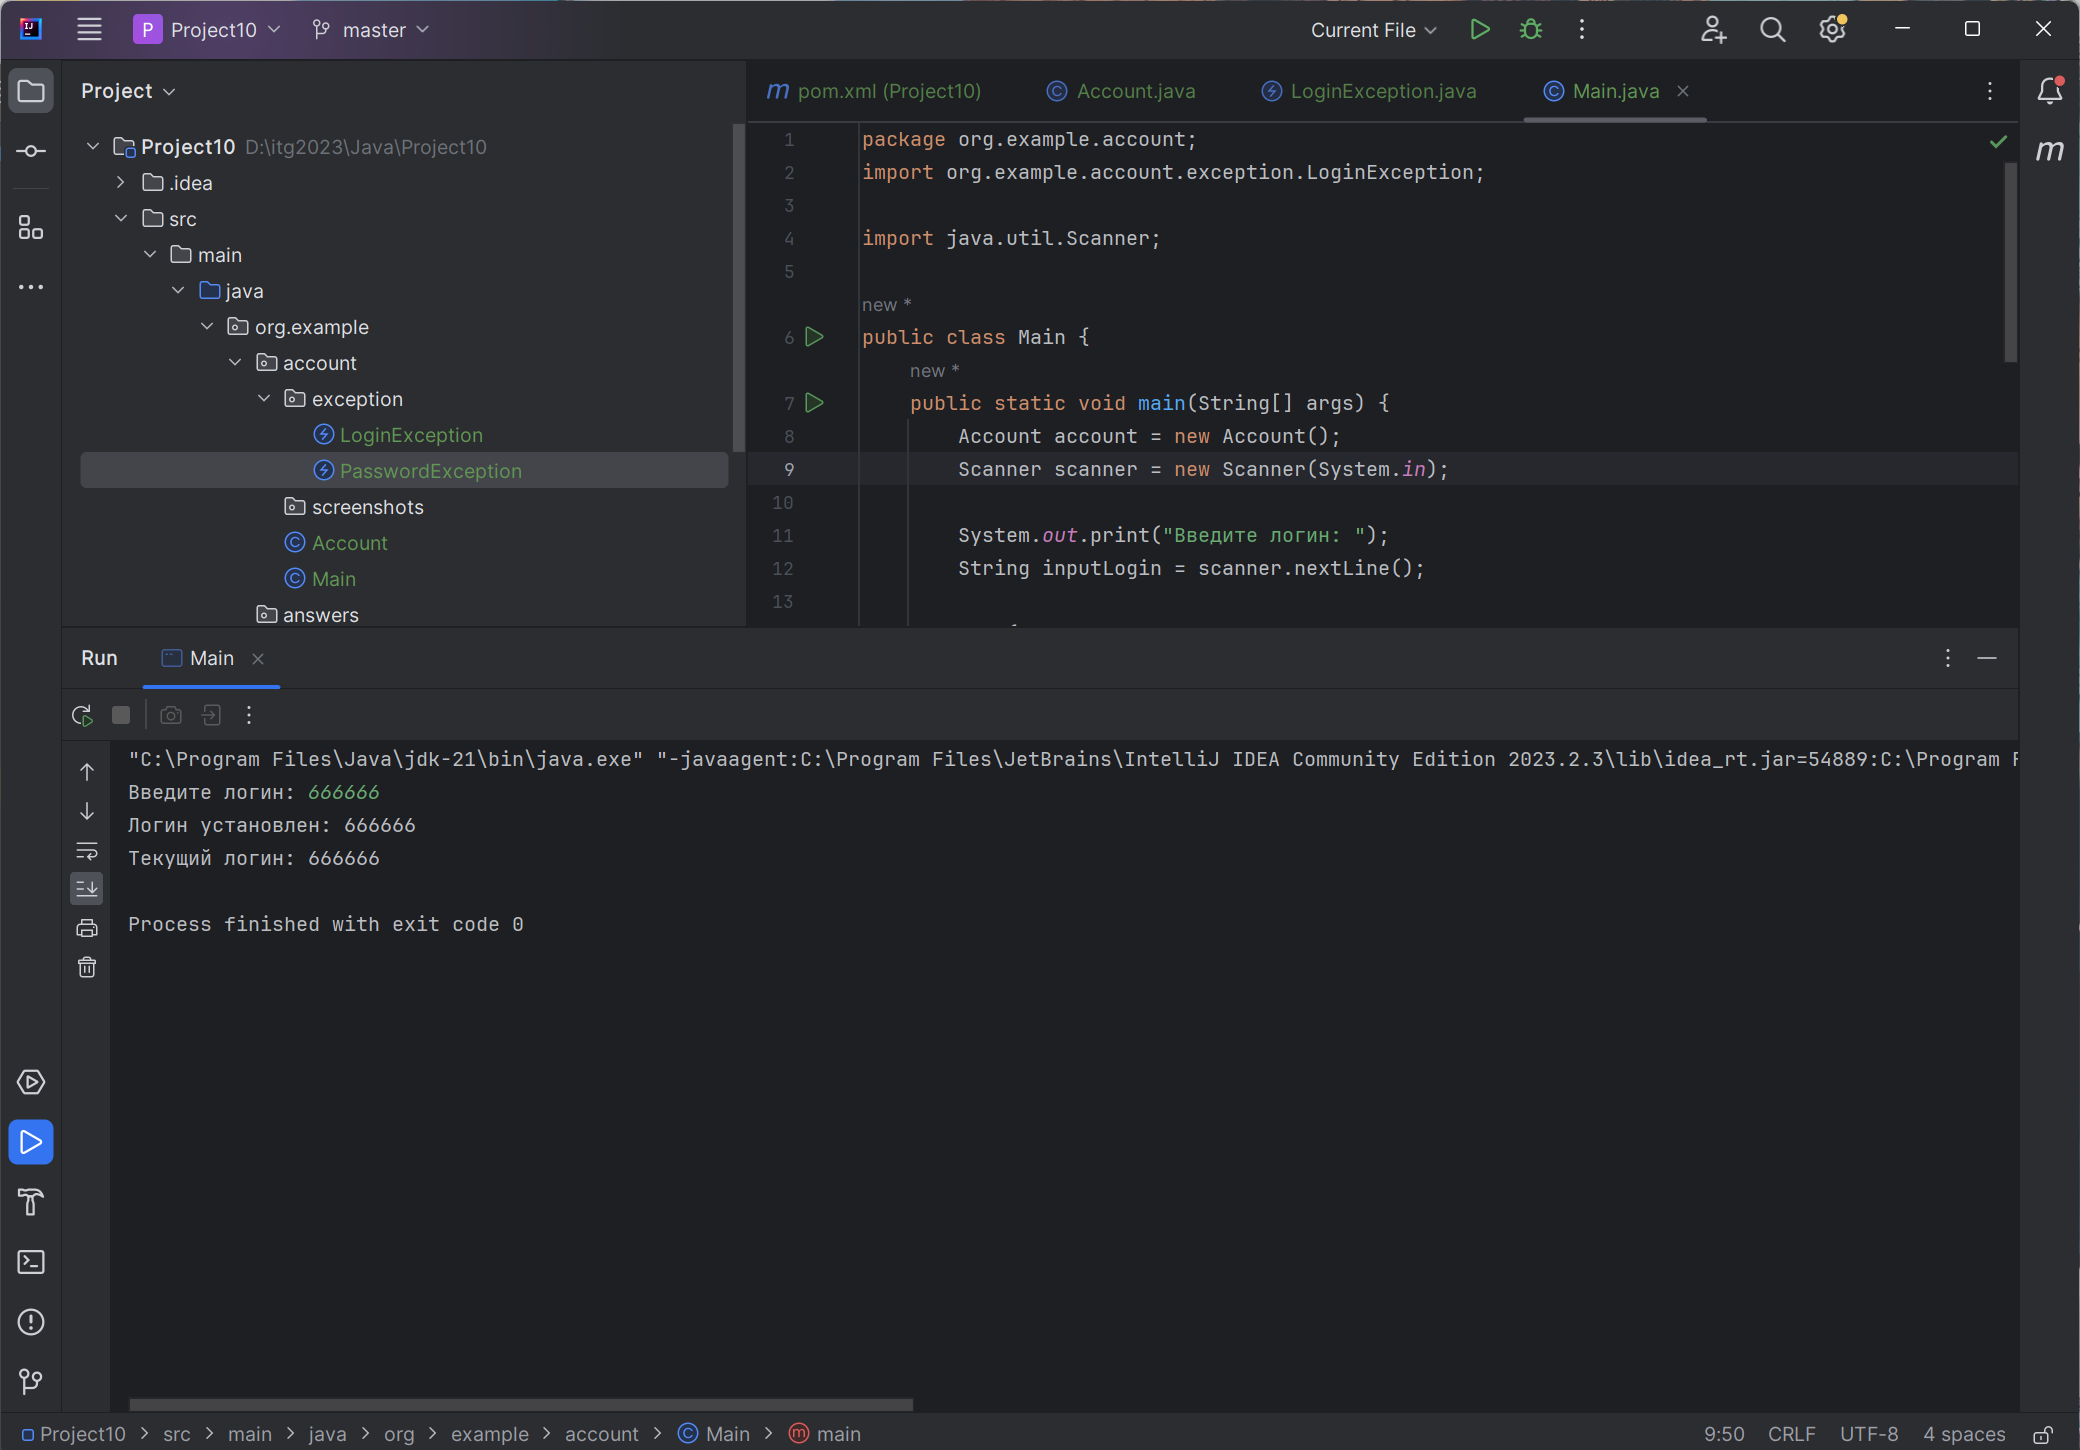 P Project10 master Current File
Project
Project10 D:\itg2023\Java\Project10
.idea
src
main
java
org.example
account
exception
LoginException
PasswordException
screenshots
Account
Main
answers
m pom.xml (Project10) Account.java LoginException.java Main.java
1 package org.example.account;
2 import org.example.account.exception.LoginException;
3
4 import java.util.Scanner;
5
new *
6 public class Main {
new *
7 public static void main(String[] args) {
8 Account account = new Account();
9 Scanner scanner = new Scanner(System.in);
10
11 System.out.print("Введите логин: ");
12 String inputLogin = scanner.nextLine();
13
m
Run Main
"C:\Program Files\Java\jdk-21\bin\java.exe" "-javaagent:C:\Program Files\JetBrains\IntelliJ IDEA Community Edition 2023.2.3\lib\idea_rt.jar=54889:C:\Program F
Введите логин: 666666
Логин установлен: 666666
Текущий логин: 666666
Process finished with exit code 0
Project10 > src > main > java > org > example > account > Main > main 9:50 CRLF UTF-8 4 spaces